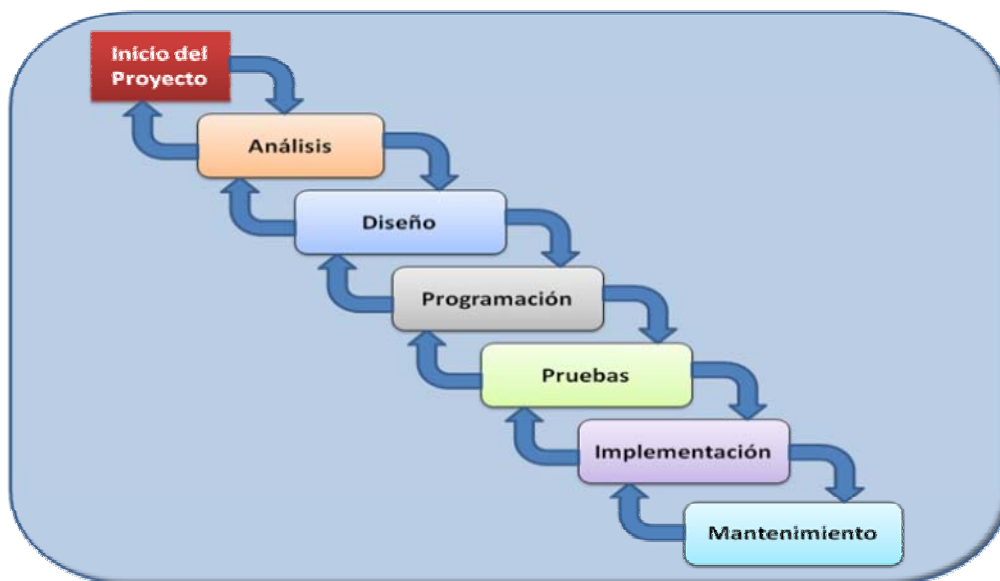 Inicio del
Proyecto
Análisis
Diseño
Programación
Pruebas
Implementación
Mantenimiento